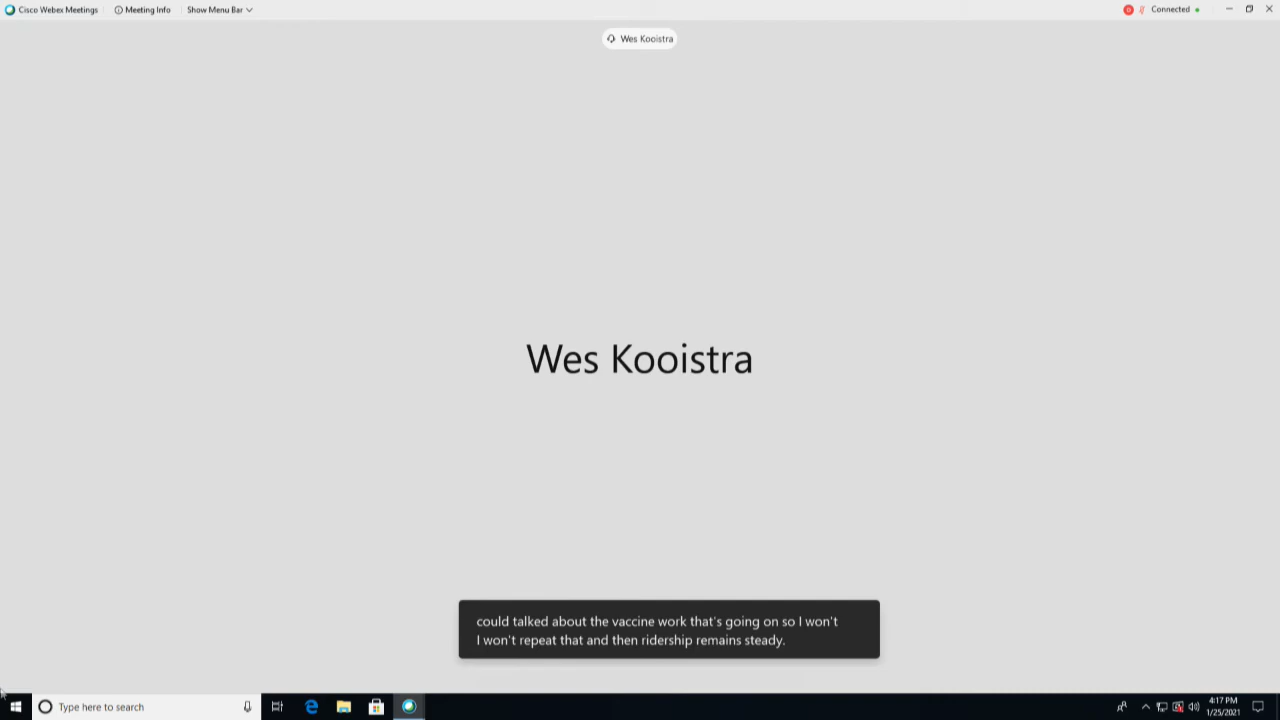 Cisco Webex Meetings
Meeting Info
Show Menu Bar
Connected
Wes Kooistra
Wes Kooistra
could talked about the vaccine work that's going on so I won't
I won't repeat that and then ridership remains steady.
Type here to search
4:17 PM
1/25/2021